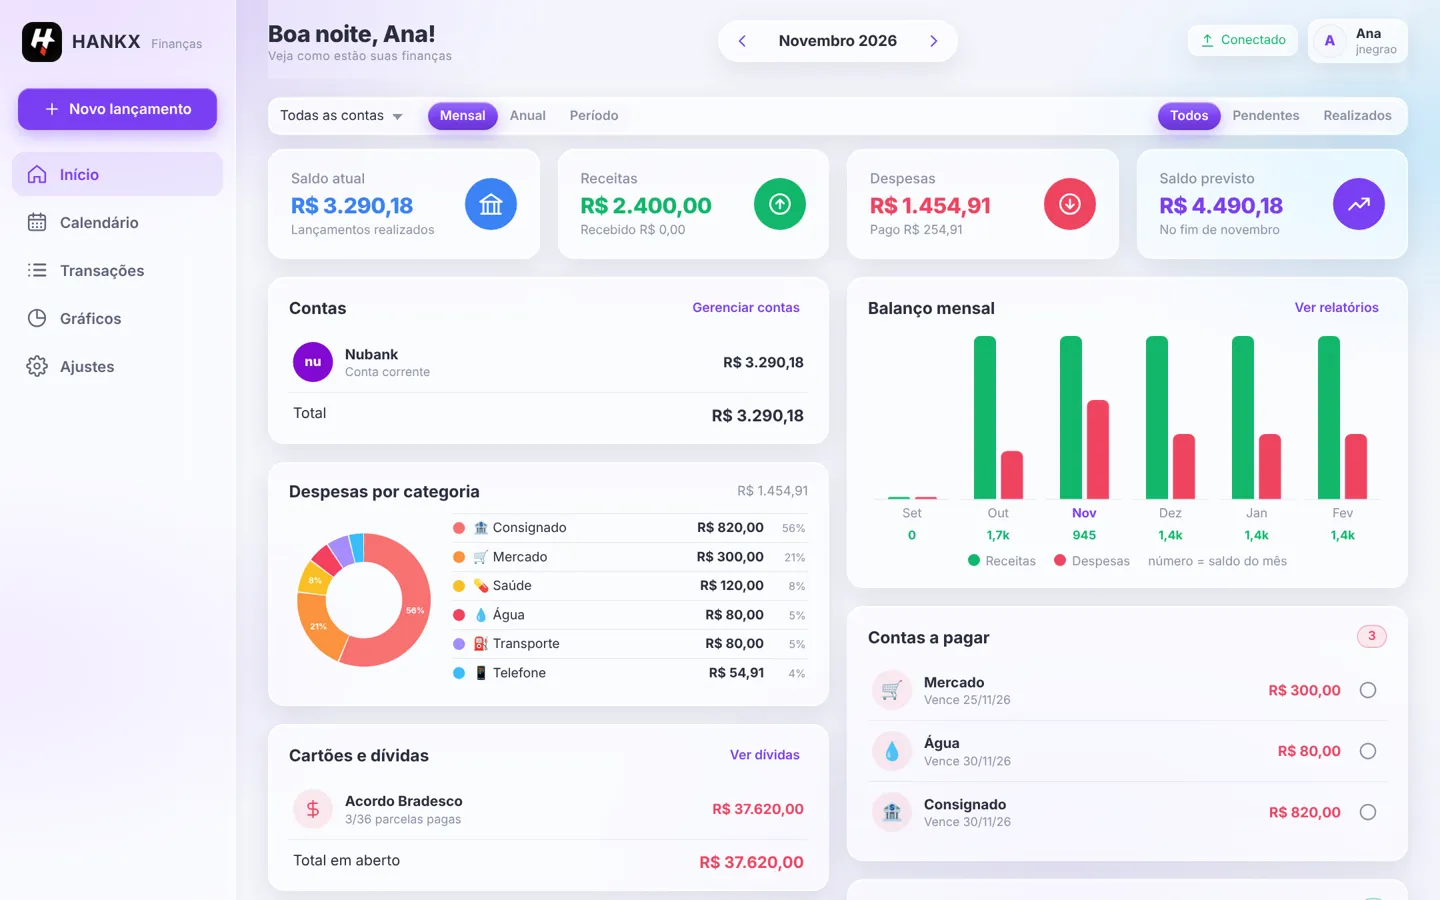 HANKX Finanças
+ Novo lançamento
Início
Calendário
Transações
Gráficos
Ajustes
Boa noite, Ana!
Veja como estão suas finanças
Novembro 2026
Conectado
A
Ana
jnegrao
Todas as contas
Mensal
Anual
Período
Todos
Pendentes
Realizados
Saldo atual
R$ 3.290,18
Lançamentos realizados
Receitas
R$ 2.400,00
Recebido R$ 0,00
Despesas
R$ 1.454,91
Pago R$ 254,91
Saldo previsto
R$ 4.490,18
No fim de novembro
Contas
Gerenciar contas
nu
Nubank
Conta corrente
R$ 3.290,18
Total
R$ 3.290,18
Despesas por categoria
R$ 1.454,91
56%
21%
8%
Consignado R$ 820,00 56%
Mercado R$ 300,00 21%
Saúde R$ 120,00 8%
Água R$ 80,00 5%
Transporte R$ 80,00 5%
Telefone R$ 54,91 4%
Cartões e dívidas
Ver dívidas
Acordo Bradesco
3/36 parcelas pagas
R$ 37.620,00
Total em aberto
R$ 37.620,00
Balanço mensal
Ver relatórios
Set Out Nov Dez Jan Fev
0 1,7k 945 1,4k 1,4k 1,4k
Receitas Despesas número = saldo do mês
Contas a pagar
3
Mercado
Vence 25/11/26
R$ 300,00
Água
Vence 30/11/26
R$ 80,00
Consignado
Vence 30/11/26
R$ 820,00